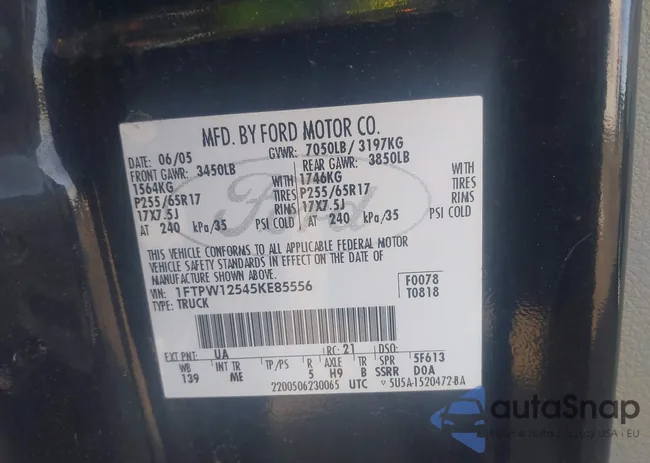 MFD. BY FORD MOTOR CO.
DATE: 06/05 GVWR: 7050LB/ 3197KG
FRONT GAWR: 3450LB REAR GAWR: 3850LB
1564KG WITH 1746KG WITH
P255/65R17 TIRES P255/65R17 TIRES
17X7.5J RIMS 17X7.5J RIMS
AT 240 kPa/35 PSI COLD AT 240 kPa/35 PSI COLD
THIS VEHICLE CONFORMS TO ALL APPLICABLE FEDERAL MOTOR
VEHICLE SAFETY STANDARDS IN EFFECT ON THE DATE OF
MANUFACTURE SHOWN ABOVE.
VIN: 1FTPW12545KE85556 F0078
TYPE: TRUCK T0818
Ford
EXT PNT: UA RC: 21 DSO:
WB INT TR TP/PS R AXLE TR SPR 5F613
139 ME 5 H9 B SSRR D0A
2200506230065 UTC 5U5A-1520472-BA
autaSnap